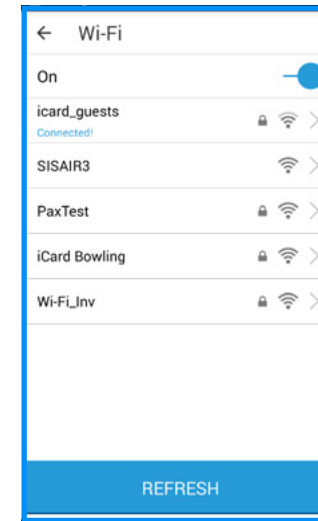 Wi-Fi
On
icard_guests
Connected!
SISAIR3
PaxTest
iCard Bowling
Wi-Fi_Inv
REFRESH